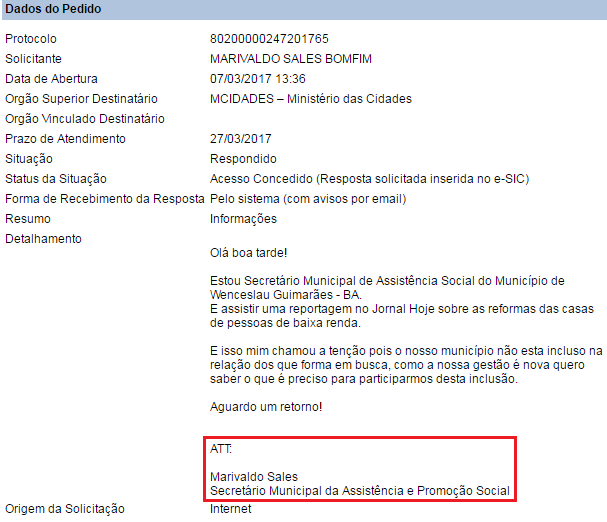 Dados do Pedido
Protocolo 80200000247201765
Solicitante MARIVALDO SALES BOMFIM
Data de Abertura 07/03/2017 13:36
Orgão Superior Destinatário MCIDADES – Ministério das Cidades
Orgão Vinculado Destinatário
Prazo de Atendimento 27/03/2017
Situação Respondido
Status da Situação Acesso Concedido (Resposta solicitada inserida no e-SIC)
Forma de Recebimento da Resposta Pelo sistema (com avisos por email)
Resumo Informações
Detalhamento
Olá boa tarde!
Estou Secretário Municipal de Assistência Social do Município de
Wenceslau Guimarães - BA.
E assistir uma reportagem no Jornal Hoje sobre as reformas das casas
de pessoas de baixa renda.
E isso mim chamou a tenção pois o nosso município não esta incluso na
relação dos que forma em busca, como a nossa gestão é nova quero
saber o que é preciso para participarmos desta inclusão.
Aguardo um retorno!
ATT:
Marivaldo Sales
Secretário Municipal da Assistência e Promoção Social
Origem da Solicitação Internet